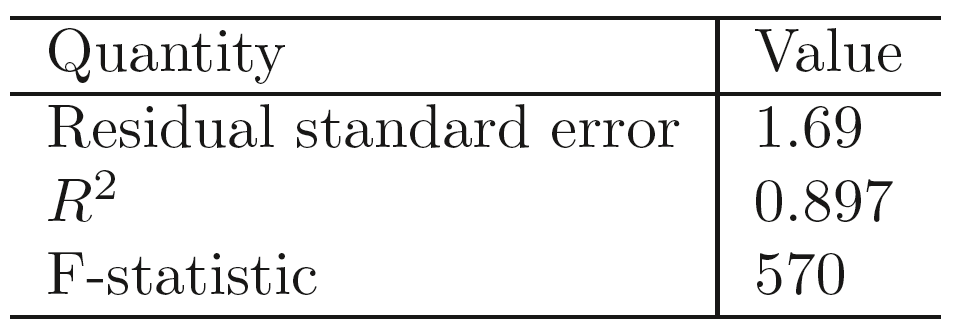 Quantity Value
Residual standard error 1.69
R² 0.897
F-statistic 570